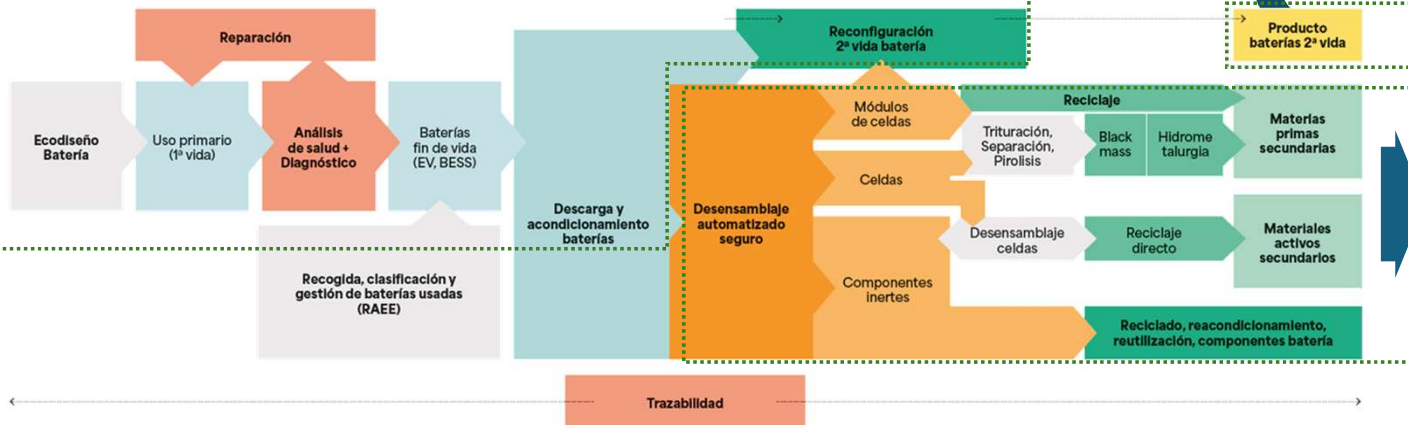 Reparación
Reconfiguración
2ª vida batería
Producto
baterías 2ª vida
Ecodiseño
Batería
Uso primario
(1ª vida)
Análisis
de salud +
Diagnóstico
Baterías
fin de vida
(EV, BESS)
Descarga y
acondicionamiento
baterías
Desensamblaje
automatizado
seguro
Módulos
de celdas
Celdas
Componentes
inertes
Reciclaje
Trituración,
Separación,
Pirolisis
Black
mass
Hidrome
talurgia
Materias
primas
secundarias
Desensamblaje
celdas
Reciclaje
directo
Materiales
activos
secundarios
Recogida, clasificación y
gestión de baterías usadas
(RAEE)
Reciclado, reacondicionamiento,
reutilización, componentes batería
Trazabilidad